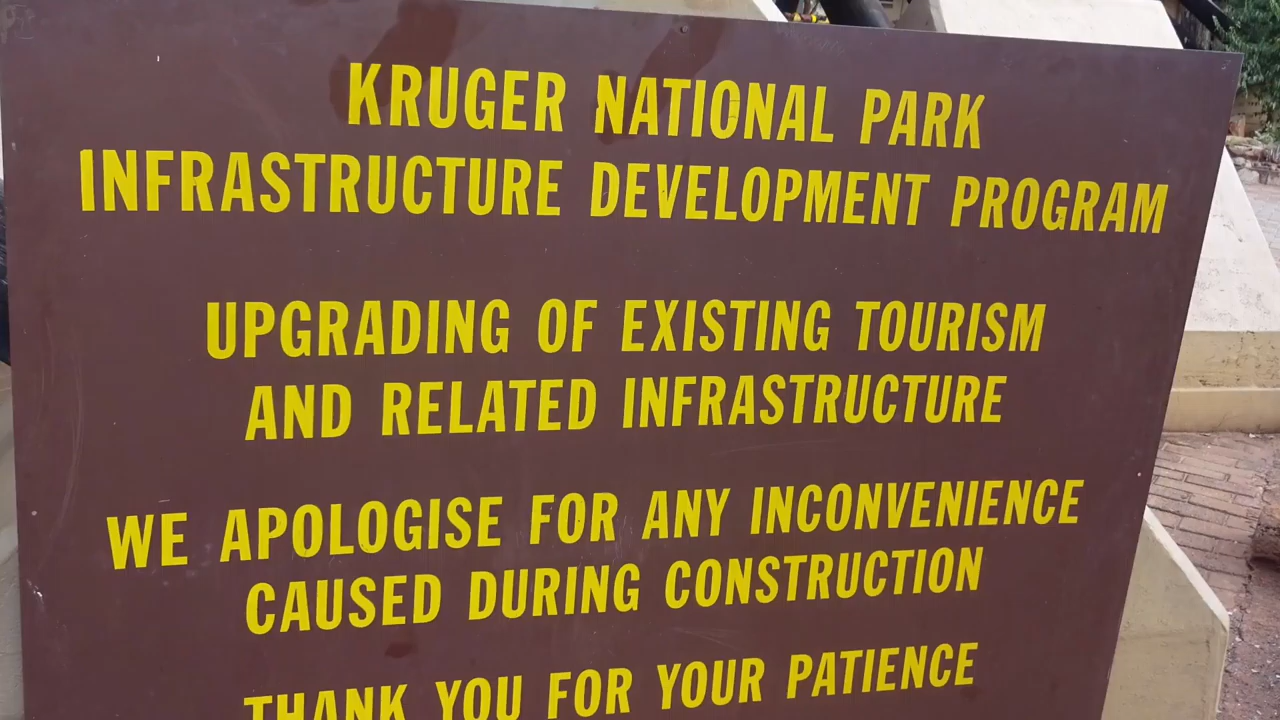 KRUGER NATIONAL PARK
INFRASTRUCTURE DEVELOPMENT PROGRAM
UPGRADING OF EXISTING TOURISM
AND RELATED INFRASTRUCTURE
WE APOLOGISE FOR ANY INCONVENIENCE
CAUSED DURING CONSTRUCTION
THANK YOU FOR YOUR PATIENCE